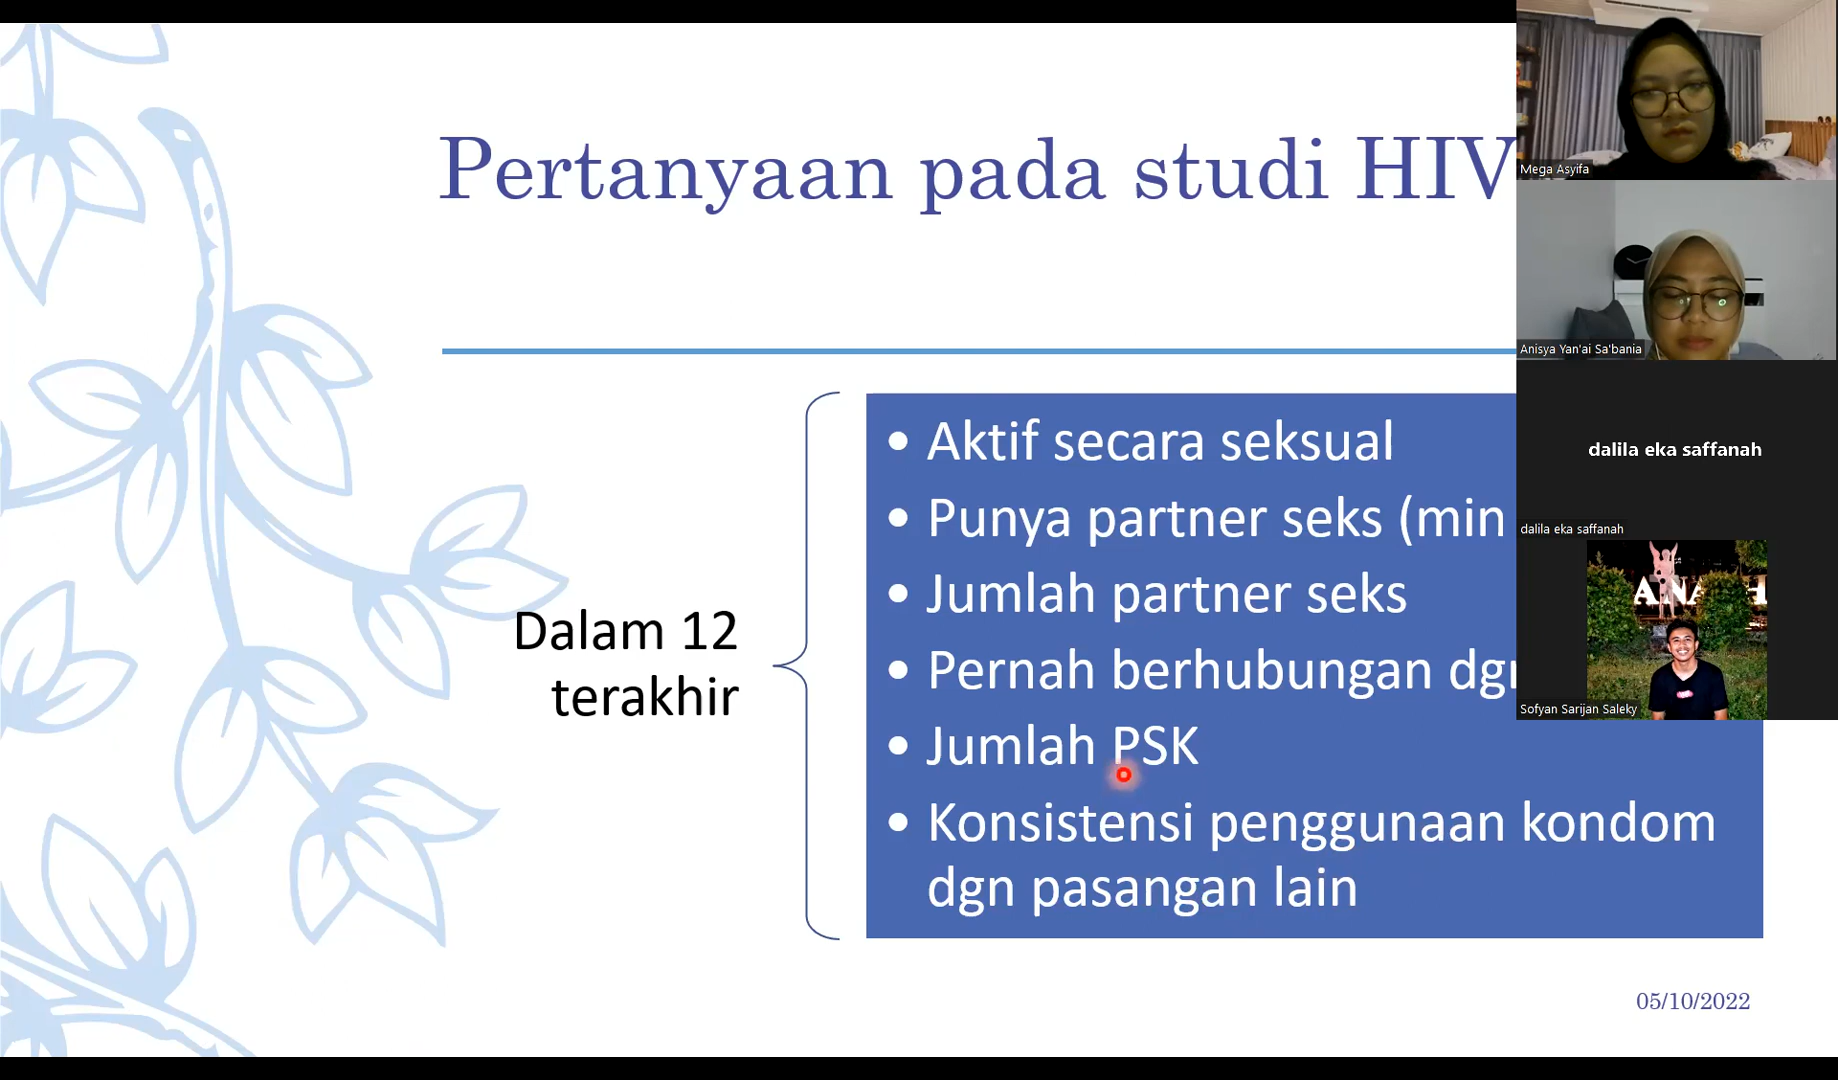 Pertanyaan pada studi HIV
Dalam 12
terakhir
• Aktif secara seksual
• Punya partner seks (min
• Jumlah partner seks
• Pernah berhubungan dgn
• Jumlah PSK
• Konsistensi penggunaan kondom
dgn pasangan lain
05/10/2022
Mega Asyifa
Anisya Yan'ai Sa'bania
dalila eka saffanah
dalila eka saffanah
Sofyan Sarijan Saleky